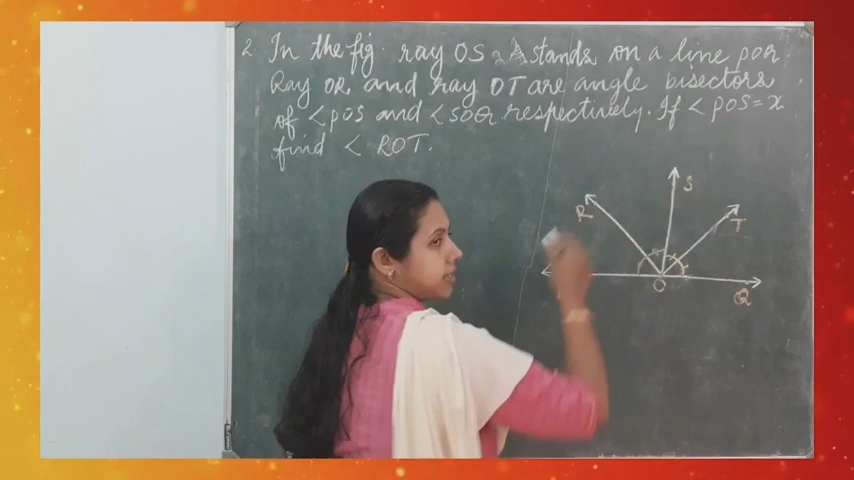 2 In the fig. ray OS stands on a line POQ
Ray OR, and ray OT are angle bisectors
of <POS and <SOQ respectively. If <POS = x
find < ROT.
S
R
T
O
Q